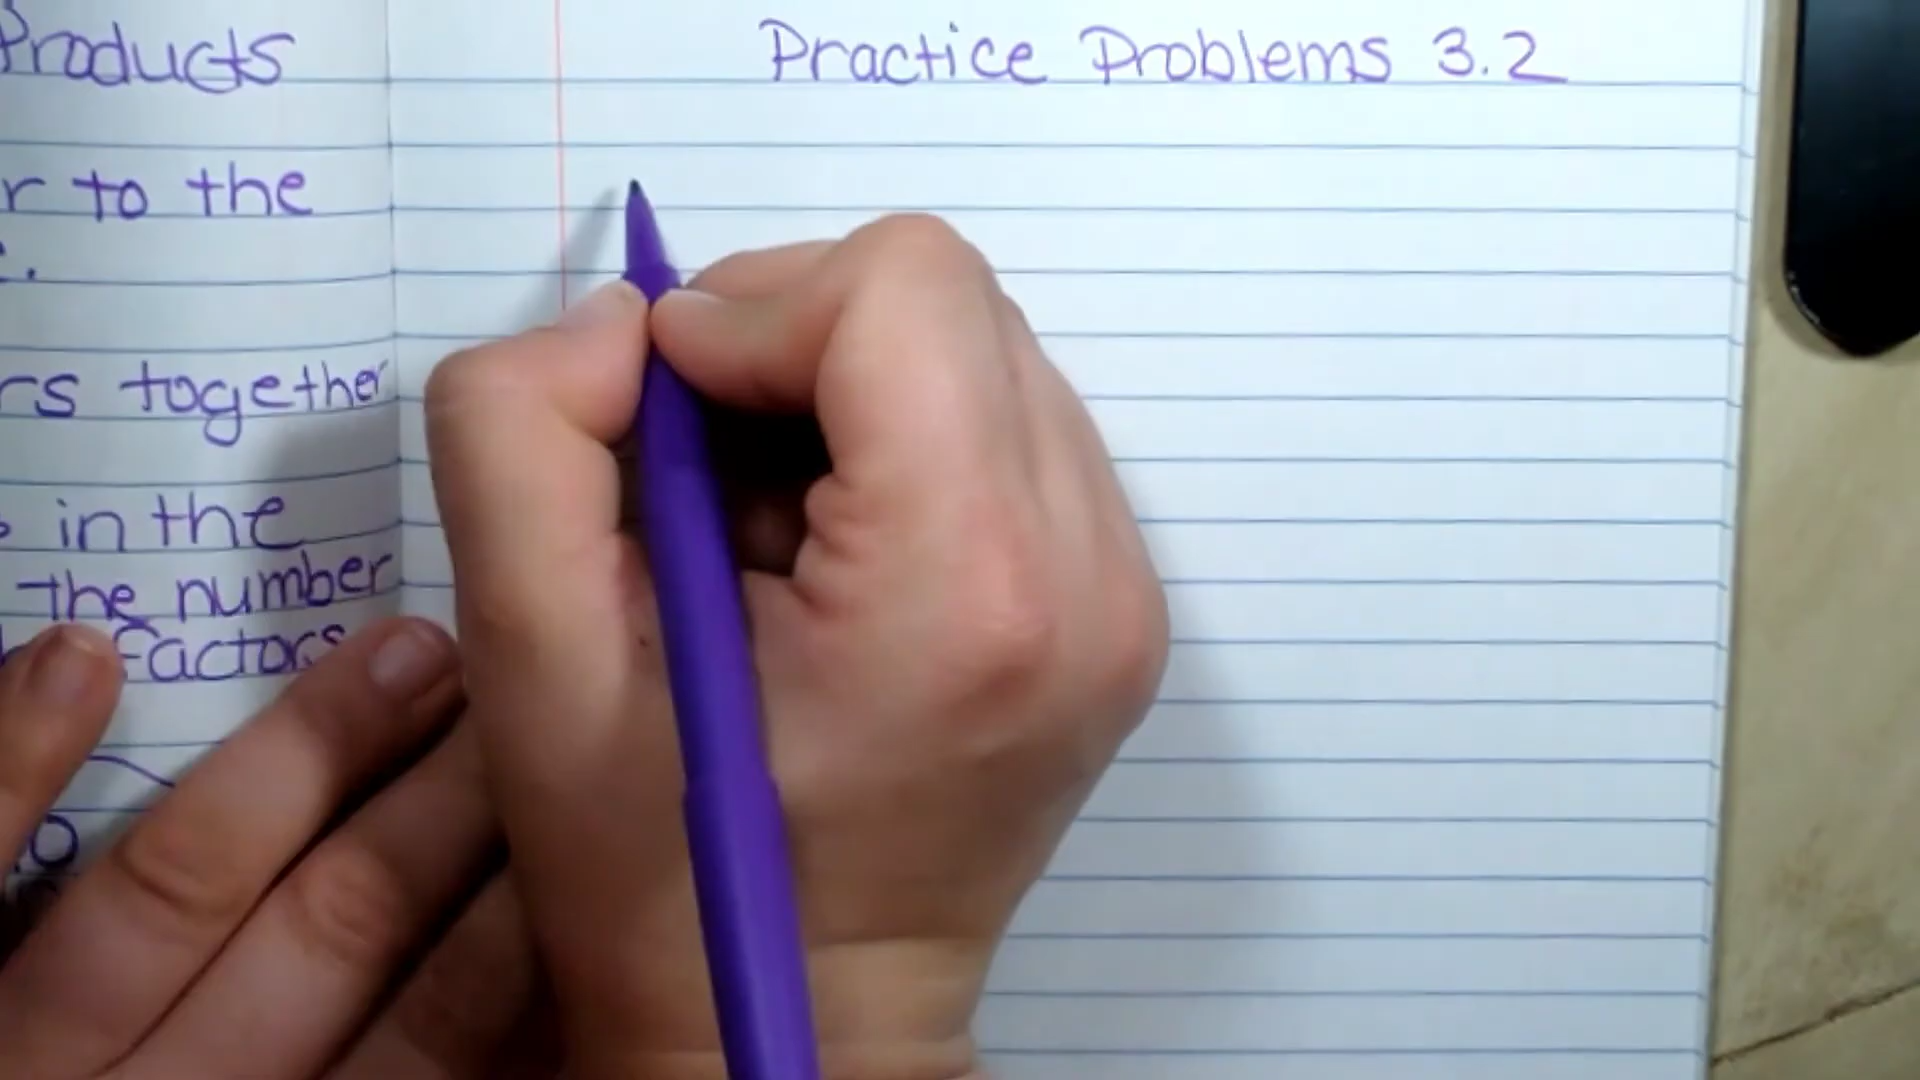 Products
r to the
.
rs together
in the
the number
factors
Practice Problems 3.2